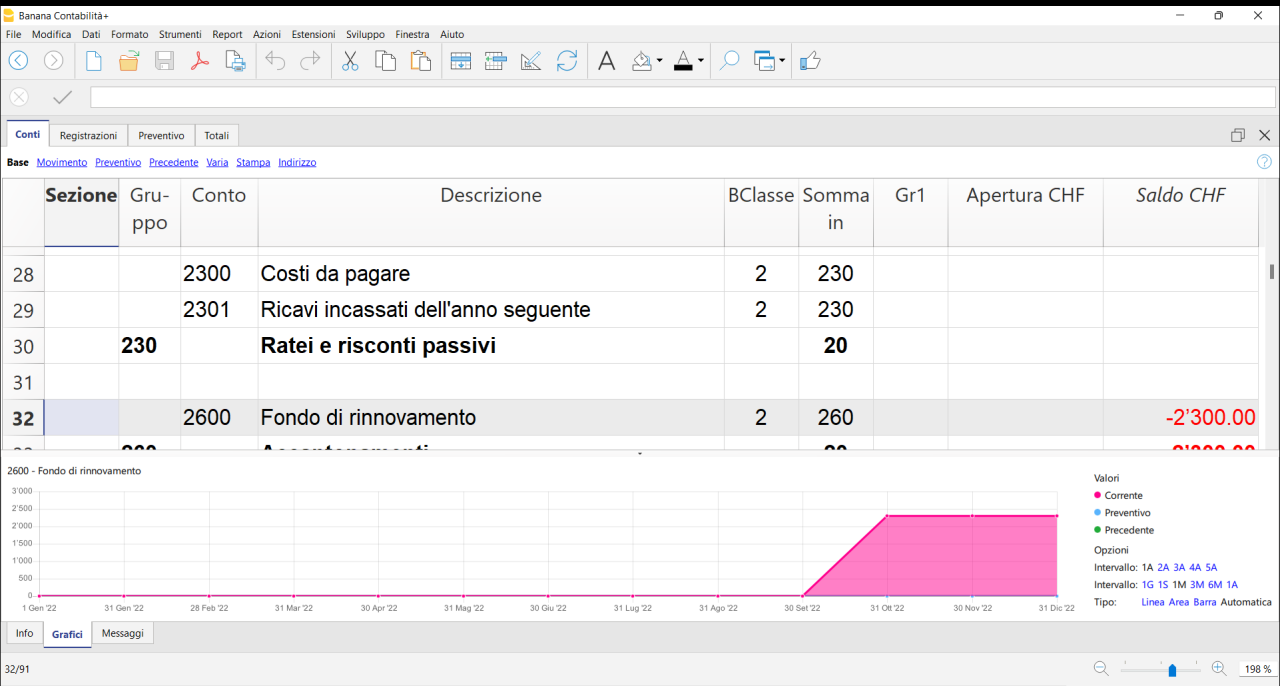 Banana Contabilità+
File Modifica Dati Formato Strumenti Report Azioni Estensioni Sviluppo Finestra Aiuto
Conti Registrazioni Preventivo Totali
Base Movimento Preventivo Precedente Varia Stampa Indirizzo
Sezione Gru-ppo Conto Descrizione BClasse Somma in Gr1 Apertura CHF Saldo CHF
28 2300 Costi da pagare 2 230
29 2301 Ricavi incassati dell'anno seguente 2 230
30 230 Ratei e risconti passivi 20
31
32 2600 Fondo di rinnovamento 2 260 -2’300.00
2600 - Fondo di rinnovamento
3'000
2'500
2'000
1'500
1'000
500
0
1 Gen '22 31 Gen '22 28 Feb '22 31 Mar '22 30 Apr '22 31 Mag '22 30 Giu '22 31 Lug '22 31 Ago '22 30 Set '22 31 Ott '22 30 Nov '22 31 Dic '22
Valori
Corrente
Preventivo
Precedente
Opzioni
Intervallo: 1A 2A 3A 4A 5A
Intervallo: 1G 1S 1M 3M 6M 1A
Tipo: Linea Area Barra Automatica
Info Grafici Messaggi
32/91
198 %